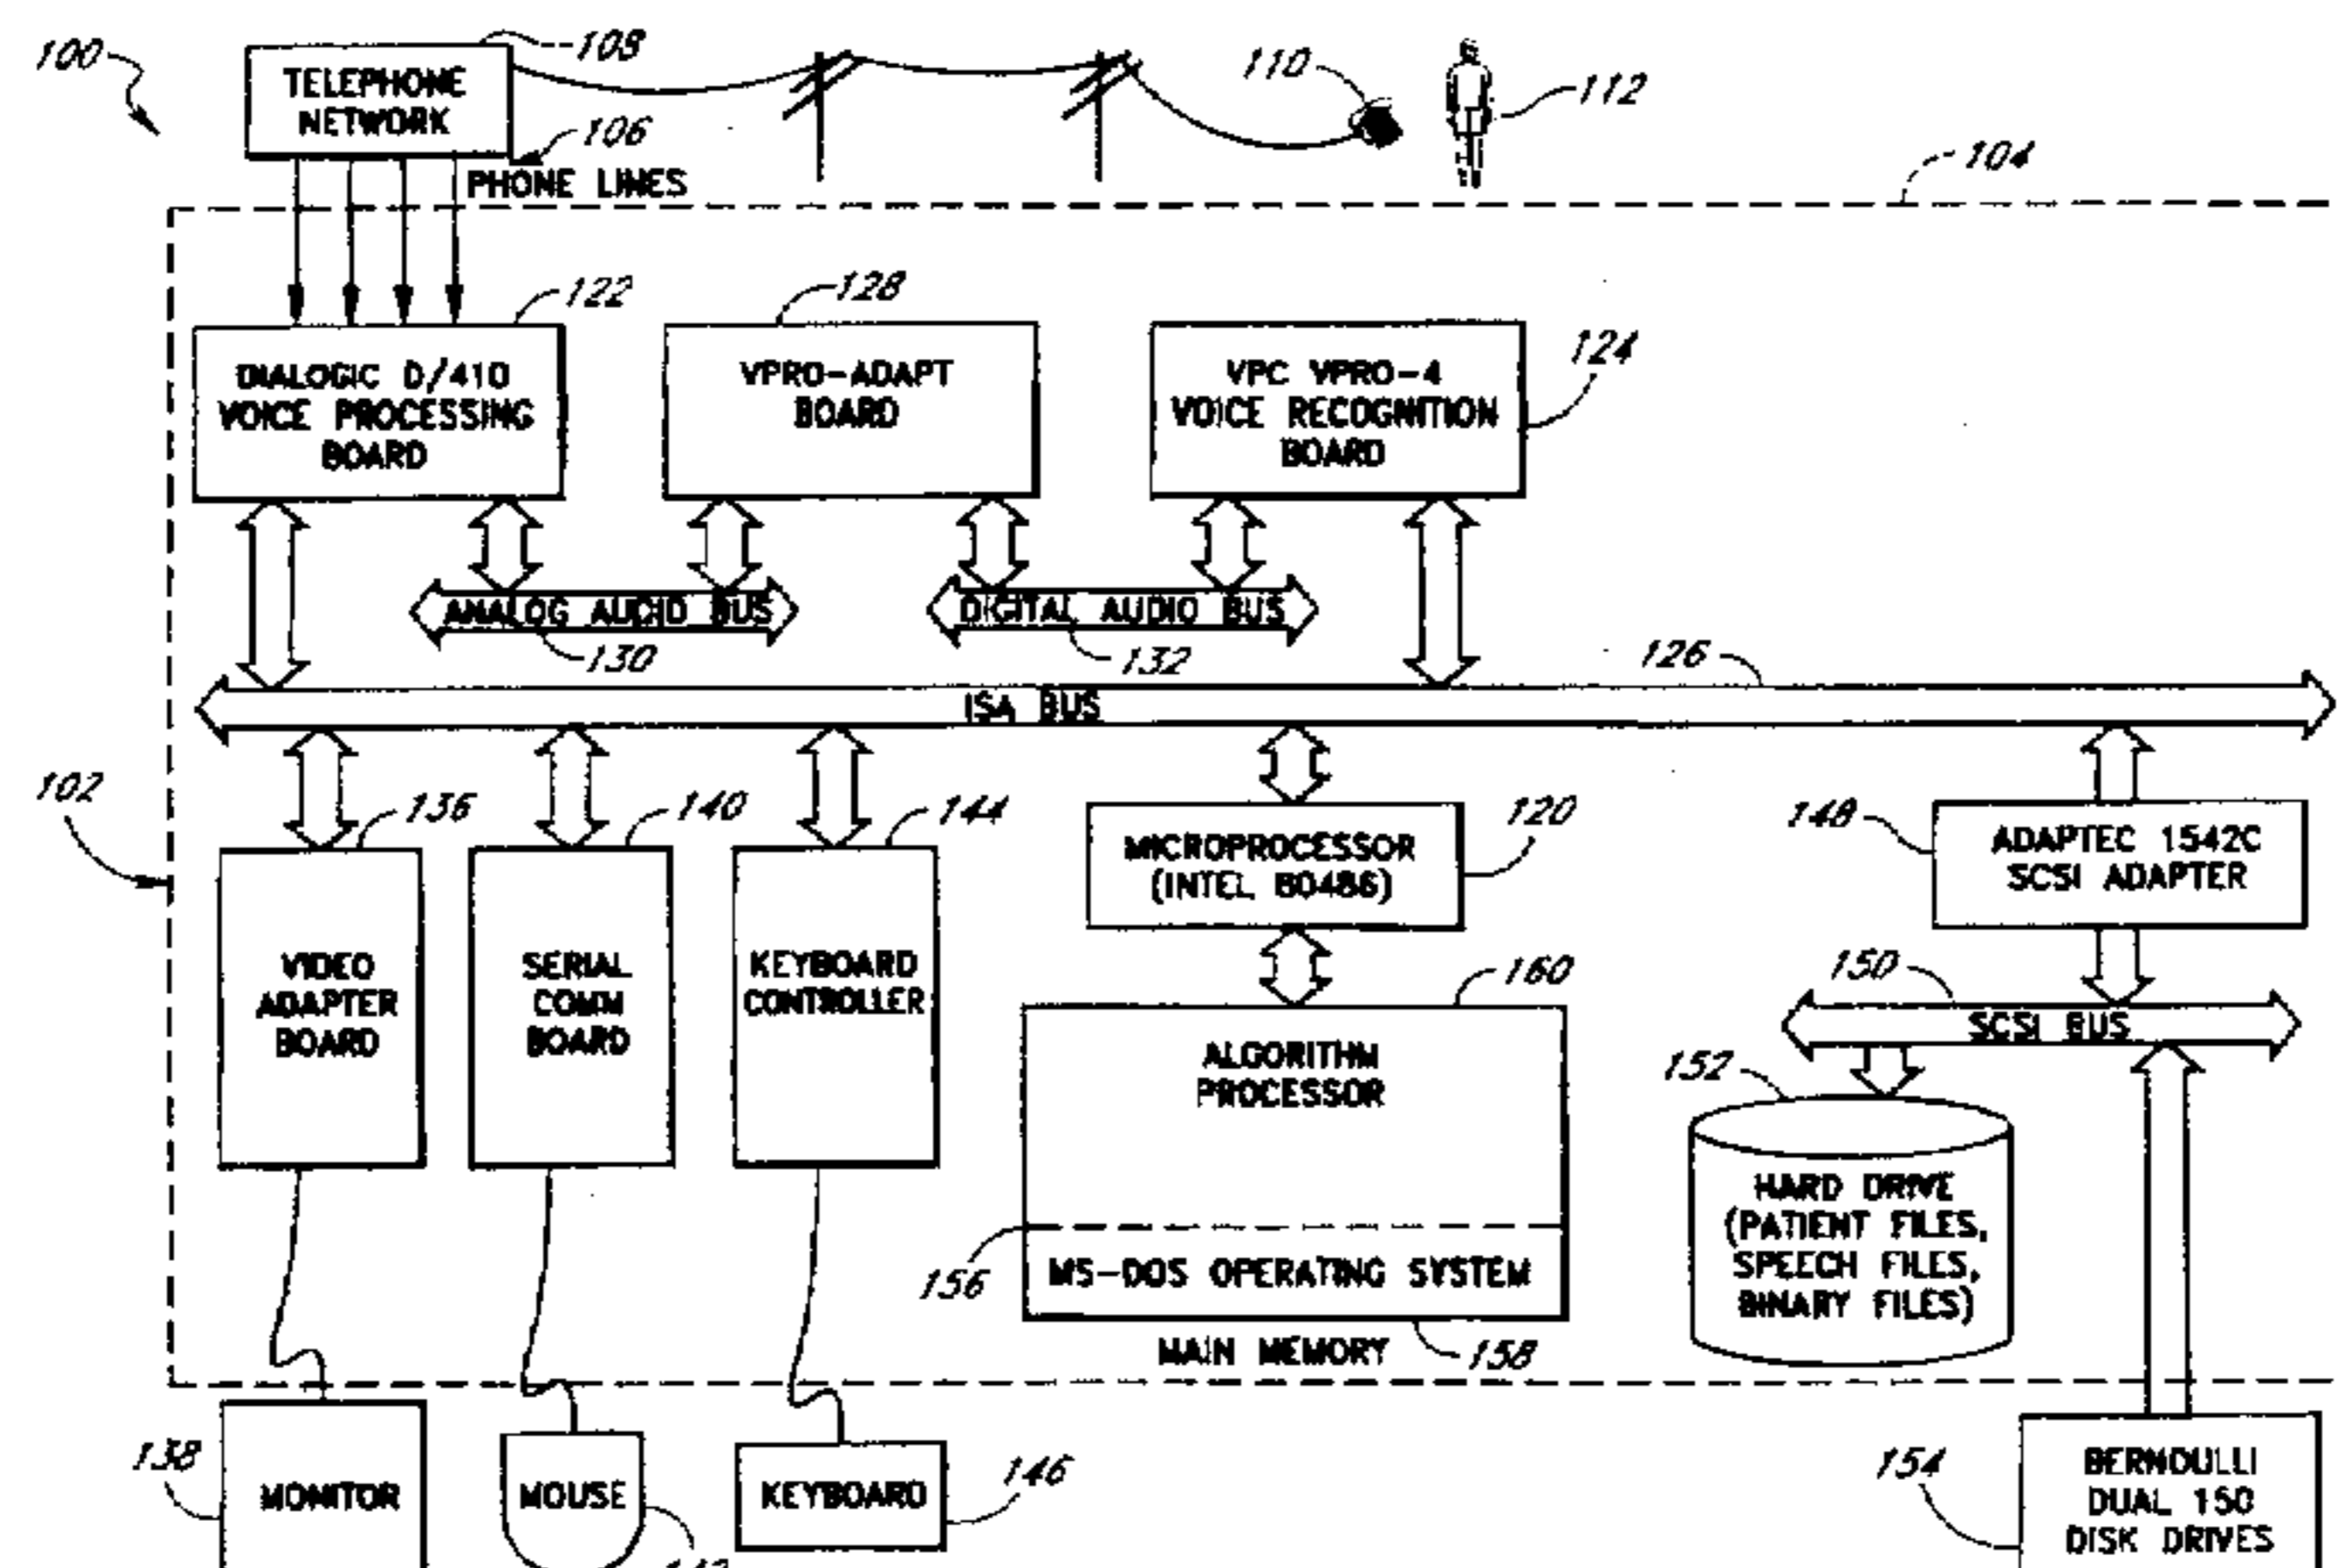 100
108
TELEPHONE
NETWORK
106
PHONE LINES
110
112
104
122
128
124
DIALOGIC D/410
VOICE PROCESSING
BOARD
VPRO-ADAPT
BOARD
VPC VPRO-4
VOICE RECOGNITION
BOARD
ANALOG AUDIO BUS
DIGITAL AUDIO BUS
130
132
126
ISA BUS
102
136
140
144
120
148
MICROPROCESSOR
(INTEL 80486)
ADAPTEC 1542C
SCSI ADAPTER
VIDEO
ADAPTER
BOARD
SERIAL
COMM
BOARD
KEYBOARD
CONTROLLER
160
150
SCSI BUS
ALGORITHM
PROCESSOR
152
HARD DRIVE
(PATIENT FILES,
SPEECH FILES,
BINARY FILES)
156
MS-DOS OPERATING SYSTEM
MAIN MEMORY
158
138
MONITOR
MOUSE
KEYBOARD
146
154
BERNOULLI
DUAL 150
DISK DRIVES